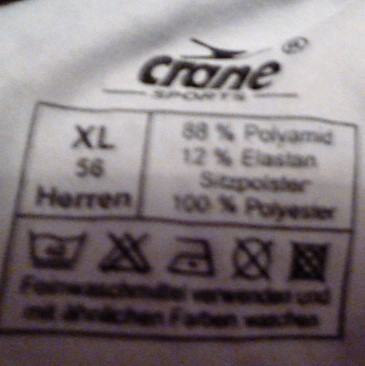 crane ®
SPORTS
XL
56
Herren
88 % Polyamid
12 % Elastan
Sitzpolster
100 % Polyester
Feinwaschmittel verwenden und
mit ähnlichen Farben waschen